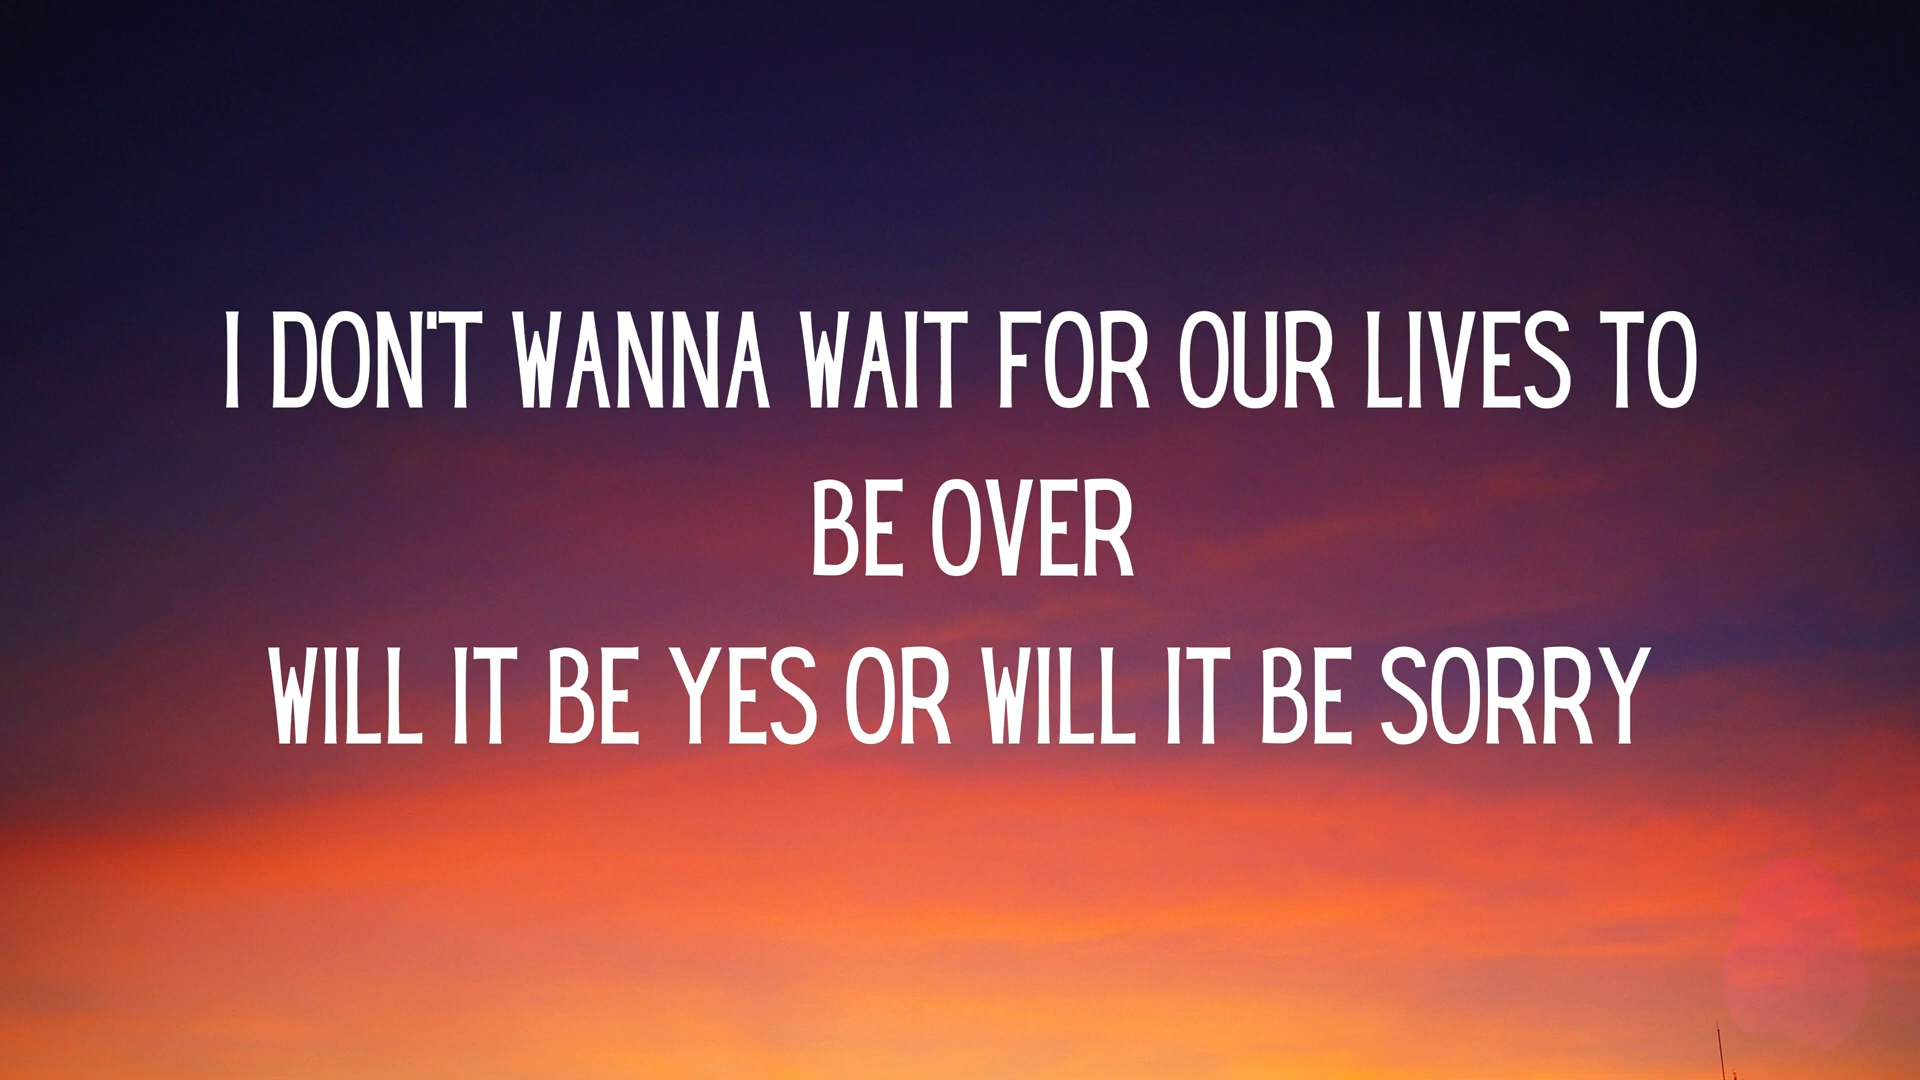 I DON'T WANNA WAIT FOR OUR LIVES TO
BE OVER
WILL IT BE YES OR WILL IT BE SORRY